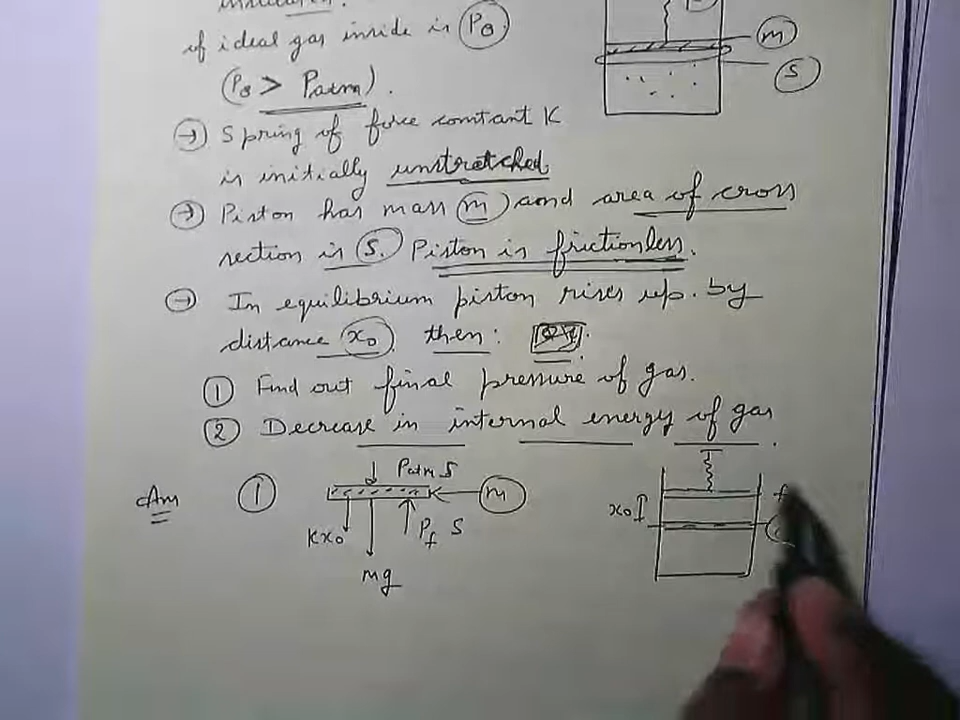 of ideal gas inside is P0
(P0 > Patm).
m
S
→ Spring of force constant K
is initially unstretched
→ Piston has mass m and area of cross
section is S. Piston is frictionless.
→ In equilibrium piston rises up. by
distance x0 then:
① Find out final pressure of gas.
② Decrease in internal energy of gas.
Ans ①
Patm S
m
Kx0
Pf S
mg
x0